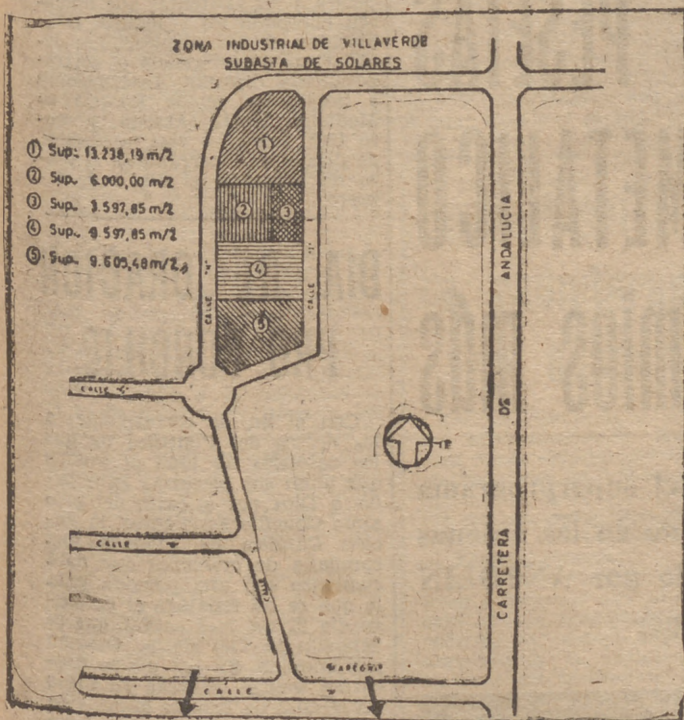 ZONA INDUSTRIAL DE VILLAVERDE
SUBASTA DE SOLARES
① Sup. 13.238,19 m/2
② Sup. 6.000,00 m/2
③ Sup. 3.597,85 m/2
④ Sup. 9.597,85 m/2
⑤ Sup. 9.605,48 m/2
1
2
3
4
5
CALLE
CALLE
CALLE
CALLE
CALLE
CALLE
CARRETERA DE ANDALUCIA